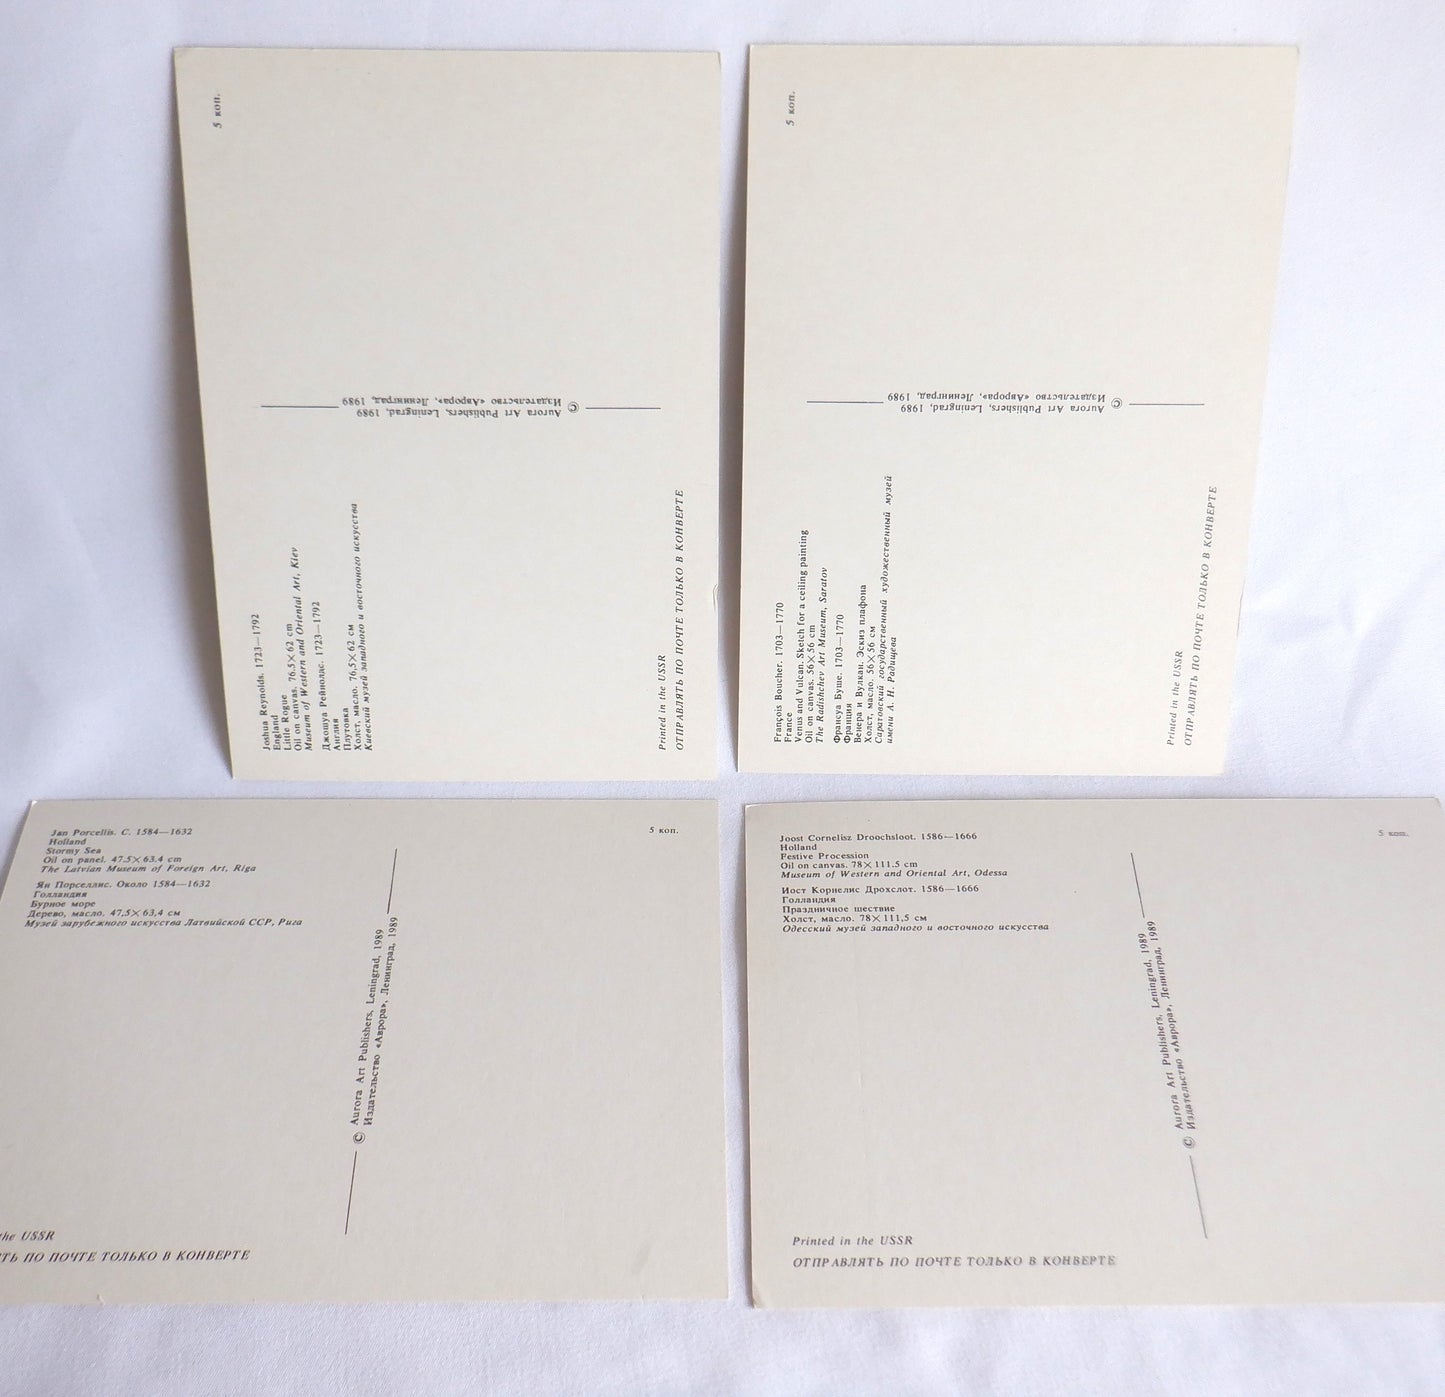 5 коп.
Joshua Reynolds. 1723—1792
England
Little Rogue
Oil on canvas. 76.5×62 cm
Museum of Western and Oriental Art, Kiev
Джошуа Рейнолдс. 1723—1792
Англия
Плутовка
Холст, масло. 76,5×62 см
Киевский музей западного и восточного искусства
© Aurora Art Publishers, Leningrad, 1989
Издательство «Аврора», Ленинград, 1989
Printed in the USSR
ОТПРАВЛЯТЬ ПО ПОЧТЕ ТОЛЬКО В КОНВЕРТЕ
5 коп.
François Boucher. 1703—1770
France
Venus and Vulcan. Sketch for a ceiling painting
Oil on canvas. 56×56 cm
The Radishchev Art Museum, Saratov
Франсуа Буше. 1703—1770
Франция
Венера и Вулкан. Эскиз плафона
Холст, масло. 56×56 см
Саратовский государственный художественный музей
имени А. Н. Радищева
© Aurora Art Publishers, Leningrad, 1989
Издательство «Аврора», Ленинград, 1989
Printed in the USSR
ОТПРАВЛЯТЬ ПО ПОЧТЕ ТОЛЬКО В КОНВЕРТЕ
Jan Porcellis. C. 1584—1632
Holland
Stormy Sea
Oil on panel. 47.5×63.4 cm
The Latvian Museum of Foreign Art, Riga
Ян Порселлис. Около 1584—1632
Голландия
Бурное море
Дерево, масло. 47,5×63,4 см
Музей зарубежного искусства Латвийской ССР, Рига
5 коп.
© Aurora Art Publishers, Leningrad, 1989
Издательство «Аврора», Ленинград, 1989
the USSR
ТЬ ПО ПОЧТЕ ТОЛЬКО В КОНВЕРТЕ
Joost Cornelisz Droochsloot. 1586—1666
Holland
Festive Procession
Oil on canvas. 78×111.5 cm
Museum of Western and Oriental Art, Odessa
Иост Корнелис Дрохслот. 1586—1666
Голландия
Праздничное шествие
Холст, масло. 78×111,5 см
Одесский музей западного и восточного искусства
5 коп.
© Aurora Art Publishers, Leningrad, 1989
Издательство «Аврора», Ленинград, 1989
Printed in the USSR
ОТПРАВЛЯТЬ ПО ПОЧТЕ ТОЛЬКО В КОНВЕРТЕ